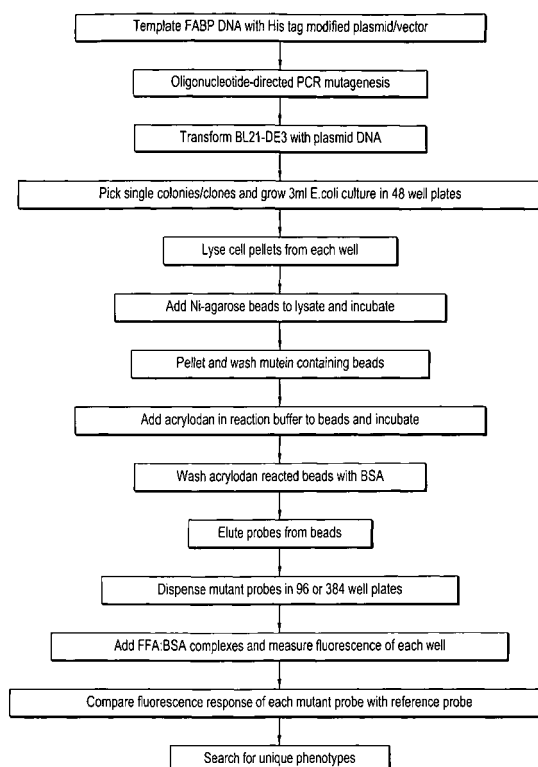 Template FABP DNA with His tag modified plasmid/vector
Oligonucleotide-directed PCR mutagenesis
Transform BL21-DE3 with plasmid DNA
Pick single colonies/clones and grow 3ml E.coli culture in 48 well plates
Lyse cell pellets from each well
Add Ni-agarose beads to lysate and incubate
Pellet and wash mutein containing beads
Add acrylodan in reaction buffer to beads and incubate
Wash acrylodan reacted beads with BSA
Elute probes from beads
Dispense mutant probes in 96 or 384 well plates
Add FFA:BSA complexes and measure fluorescence of each well
Compare fluorescence response of each mutant probe with reference probe
Search for unique phenotypes